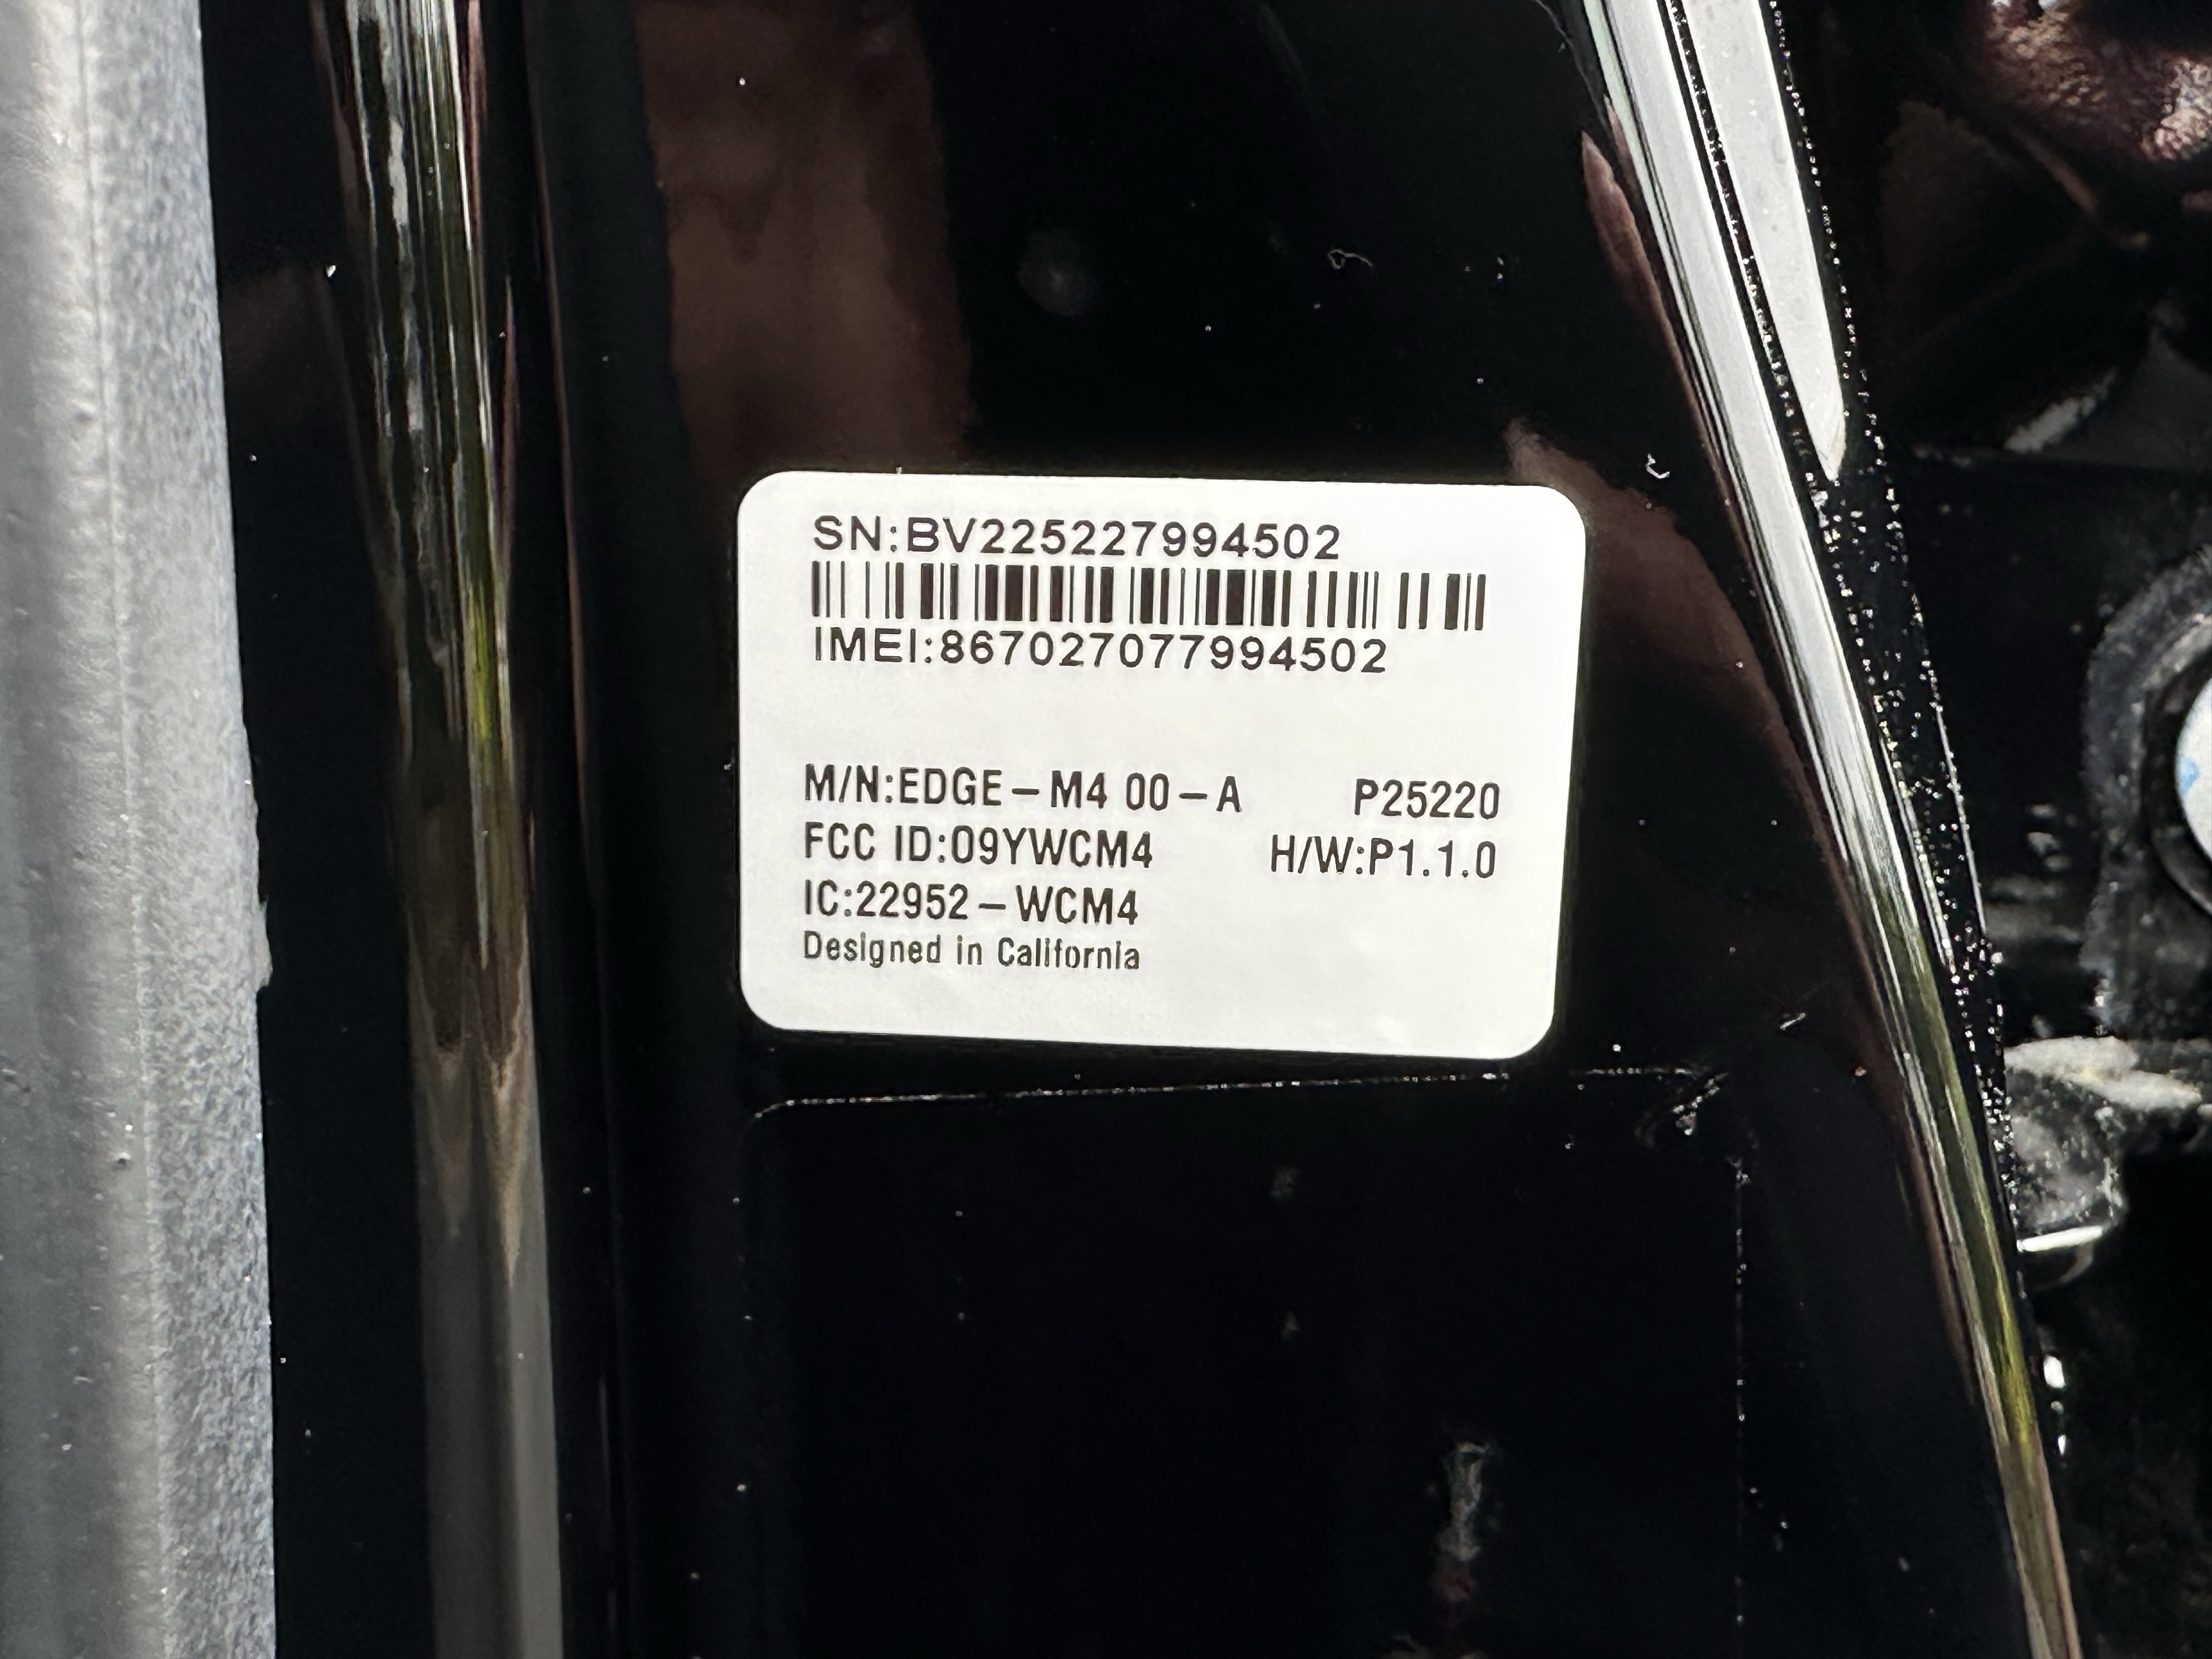 SN:BV225227994502
IMEI:867027077994502
M/N:EDGE-M4 00-A P25220
FCC ID:O9YWCM4 H/W:P1.1.0
IC:22952-WCM4
Designed in California